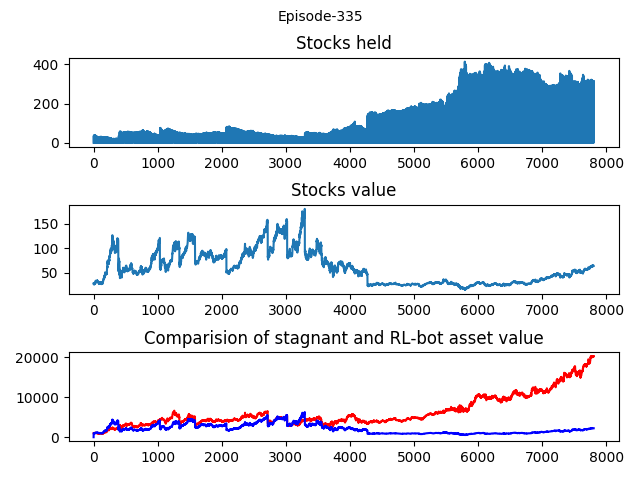 Episode-335
Stocks held
400
200
0
0 1000 2000 3000 4000 5000 6000 7000 8000
Stocks value
150
100
50
0 1000 2000 3000 4000 5000 6000 7000 8000
Comparision of stagnant and RL-bot asset value
20000
10000
0
0 1000 2000 3000 4000 5000 6000 7000 8000